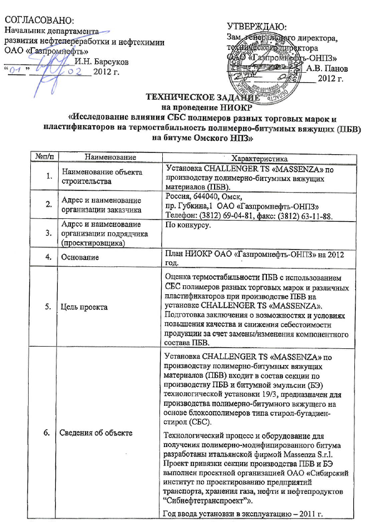 СОГЛАСОВАНО:
Начальник департамента
развития нефтепереработки и нефтехимии
ОАО «Газпромнефть»
И.Н. Барсуков
02 2012 г.
УТВЕРЖДАЮ:
Зам. генерального директора,
технический директора
ОАО «Газпромнефть-ОНПЗ»
А.В. Панов
2012 г.
ТЕХНИЧЕСКОЕ ЗАДАНИЕ
на проведение НИОКР
«Исследование влияния СБС полимеров разных торговых марок и
пластификаторов на термостабильность полимерно-битумных вяжущих (ПБВ)
на битуме Омского НПЗ»
№п/п Наименование Характеристика
1. Наименование объекта
строительства
Установка CHALLENGER TS «MASSENZA» по
производству полимерно-битумных вяжущих
материалов (ПБВ).
2. Адрес и наименование
организации заказчика
Россия, 644040, Омск,
пр. Губкина,1 ОАО «Газпромнефть-ОНПЗ»
Телефон: (3812) 69-04-81, факс: (3812) 63-11-88.
3. Адрес и наименование
организации подрядчика
(проектировщика)
По конкурсу.
4. Основание
План НИОКР ОАО «Газпромнефть-ОНПЗ» на 2012
год.
5. Цель проекта
Оценка термостабильности ПБВ с использованием
СБС полимеров разных торговых марок и различных
пластификаторов при производстве ПБВ на
установке CHALLENGER TS «MASSENZA».
Подготовка заключения о возможностях и условиях
повышения качества и снижения себестоимости
продукции за счет замены/изменения компонентного
состава ПБВ.
6. Сведения об объекте
Установка CHALLENGER TS «MASSENZA» по
производству полимерно-битумных вяжущих
материалов (ПБВ) входит в состав секции по
производству ПБВ и битумной эмульсии (БЭ)
технологической установки 19/3, предназначен для
производства полимерно-битумного вяжущего на
основе блоксополимеров типа стирол-бутадиен-
стирол (СБС).
Технологический процесс и оборудование для
получения полимерно-модифицированного битума
разработаны итальянской фирмой Massenza S.r.l.
Проект привязки секции производства ПБВ и БЭ
выполнен проектной организацией ОАО «Сибирский
институт по проектированию предприятий
транспорта, хранения газа, нефти и нефтепродуктов
"Сибнефтетранспроект"».
Год ввода установки в эксплуатацию – 2011 г.